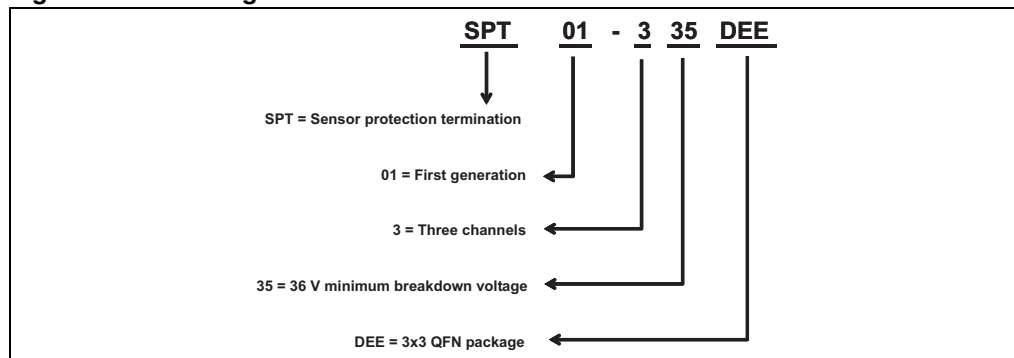 SPT 01 - 3 35 DEE
SPT = Sensor protection termination
01 = First generation
3 = Three channels
35 = 36 V minimum breakdown voltage
DEE = 3x3 QFN package